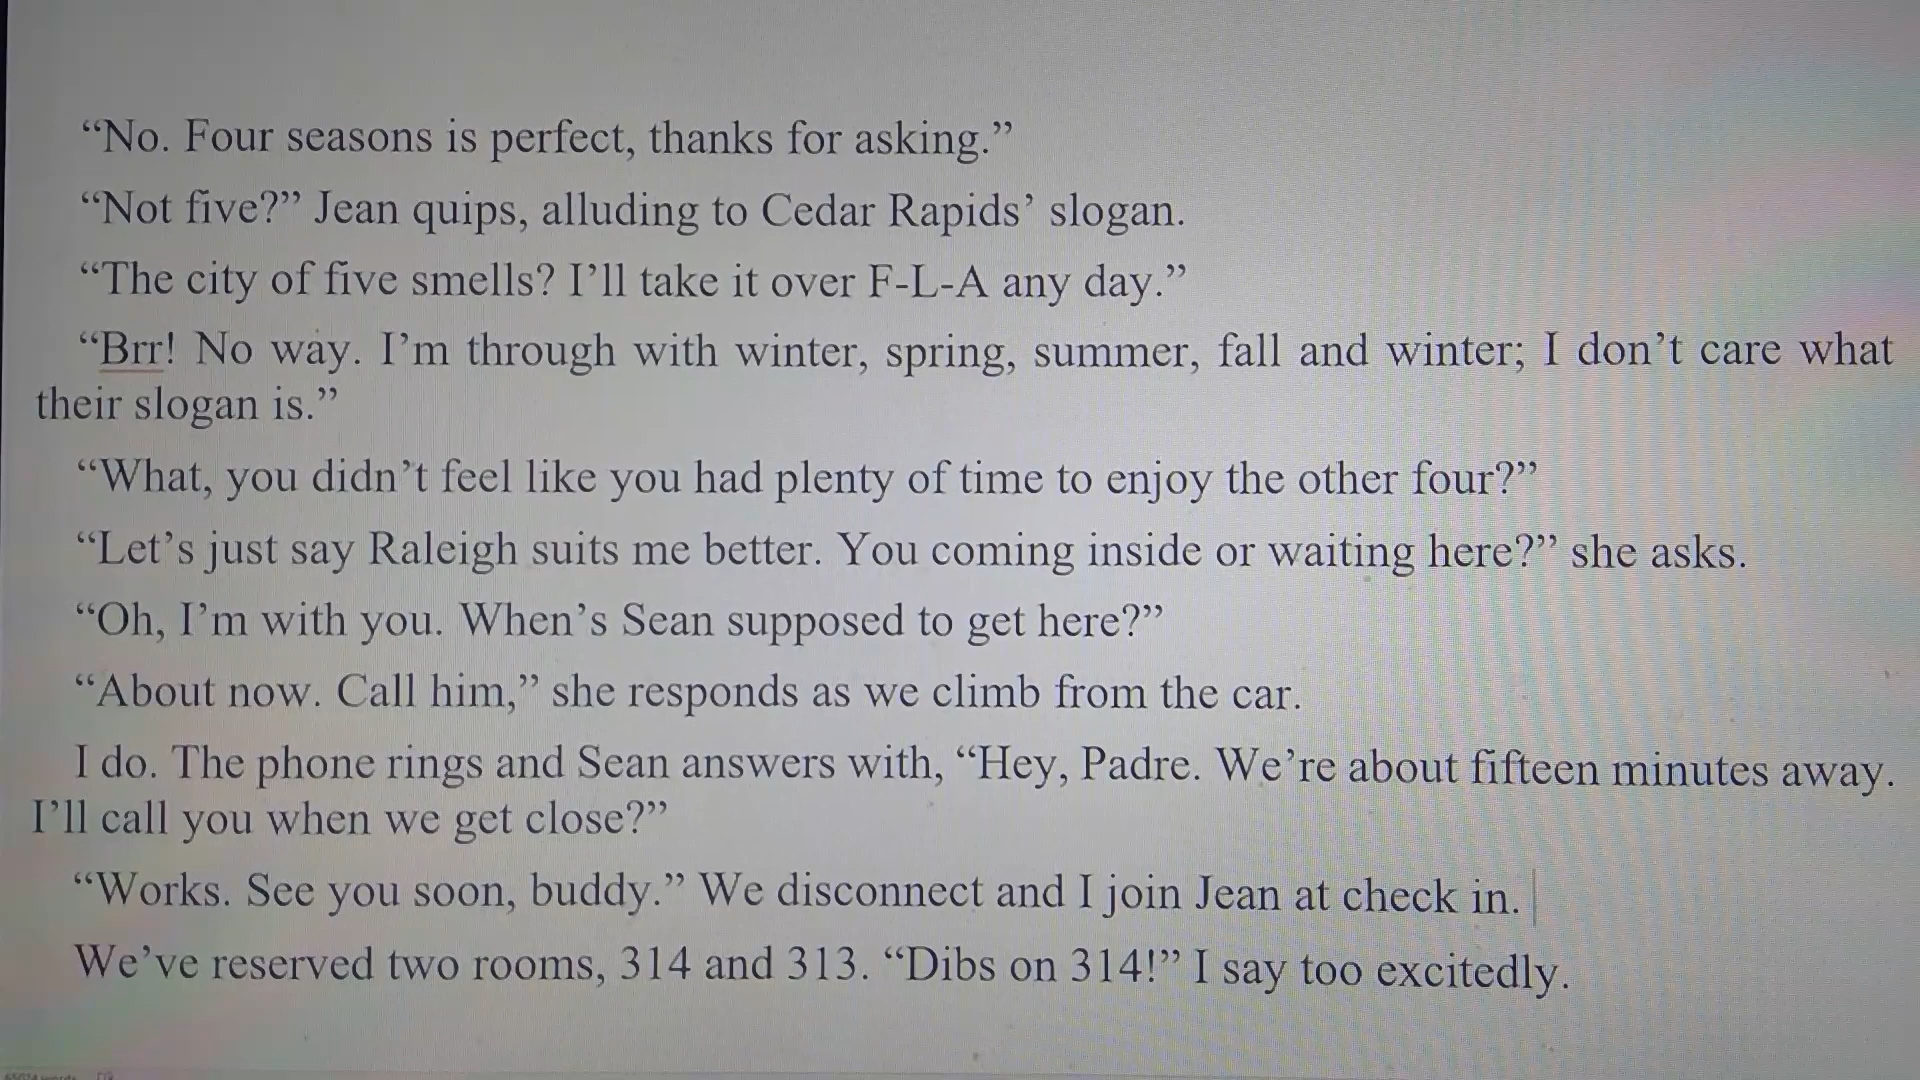 “No. Four seasons is perfect, thanks for asking.”
“Not five?” Jean quips, alluding to Cedar Rapids’ slogan.
“The city of five smells? I’ll take it over F-L-A any day.”
“Brr! No way. I’m through with winter, spring, summer, fall and winter; I don’t care what
their slogan is.”
“What, you didn’t feel like you had plenty of time to enjoy the other four?”
“Let’s just say Raleigh suits me better. You coming inside or waiting here?” she asks.
“Oh, I’m with you. When’s Sean supposed to get here?”
“About now. Call him,” she responds as we climb from the car.
I do. The phone rings and Sean answers with, “Hey, Padre. We’re about fifteen minutes away.
I’ll call you when we get close?”
“Works. See you soon, buddy.” We disconnect and I join Jean at check in.
We’ve reserved two rooms, 314 and 313. “Dibs on 314!” I say too excitedly.